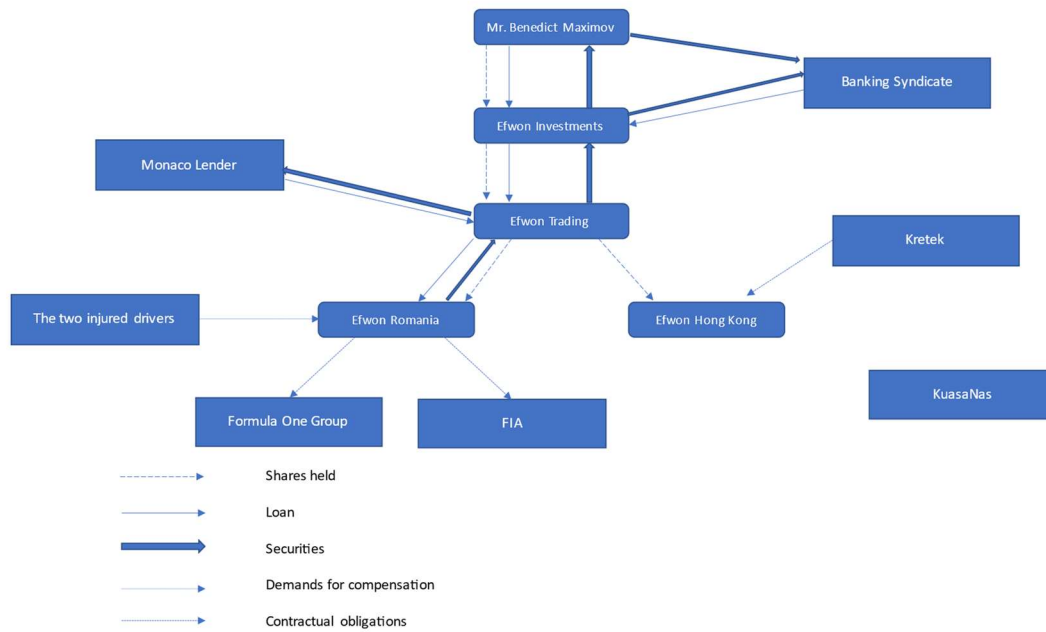 Mr. Benedict Maximov
Banking Syndicate
Efwon Investments
Monaco Lender
Efwon Trading
Kretek
The two injured drivers
Efwon Romania
Efwon Hong Kong
KuasaNas
Formula One Group
FIA
Shares held
Loan
Securities
Demands for compensation
Contractual obligations